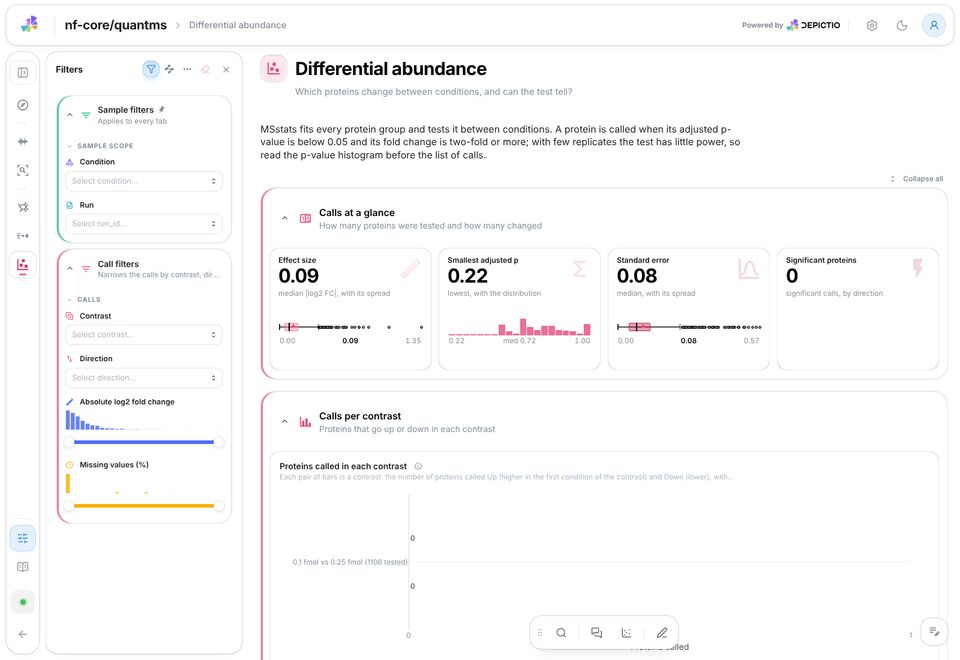 nf-core/quantms
Differential abundance
Powered by DEPICTIO
Filters
Sample filters
Applies to every tab
SAMPLE SCOPE
Condition
Select condition...
Run
Select run_id...
Call filters
Narrows the calls by contrast, dir...
CALLS
Contrast
Select contrast...
Direction
Select direction...
Absolute log2 fold change
Missing values (%)
Differential abundance
Which proteins change between conditions, and can the test tell?
MSstats fits every protein group and tests it between conditions. A protein is called when its adjusted p-
value is below 0.05 and its fold change is two-fold or more; with few replicates the test has little power, so
read the p-value histogram before the list of calls.
Collapse all
Calls at a glance
How many proteins were tested and how many changed
Effect size
0.09
median |log2 FC|, with its spread
0.00 0.09 1.35
Smallest adjusted p
0.22
lowest, with the distribution
0.22 med 0.72 1.00
Standard error
0.08
median, with its spread
0.00 0.08 0.57
Significant proteins
0
significant calls, by direction
Calls per contrast
Proteins that go up or down in each contrast
Proteins called in each contrast
Each pair of bars is a contrast: the number of proteins called Up (higher in the first condition of the contrast) and Down (lower), with...
0
0.1 fmol vs 0.25 fmol (1106 tested)
0
0 1
called